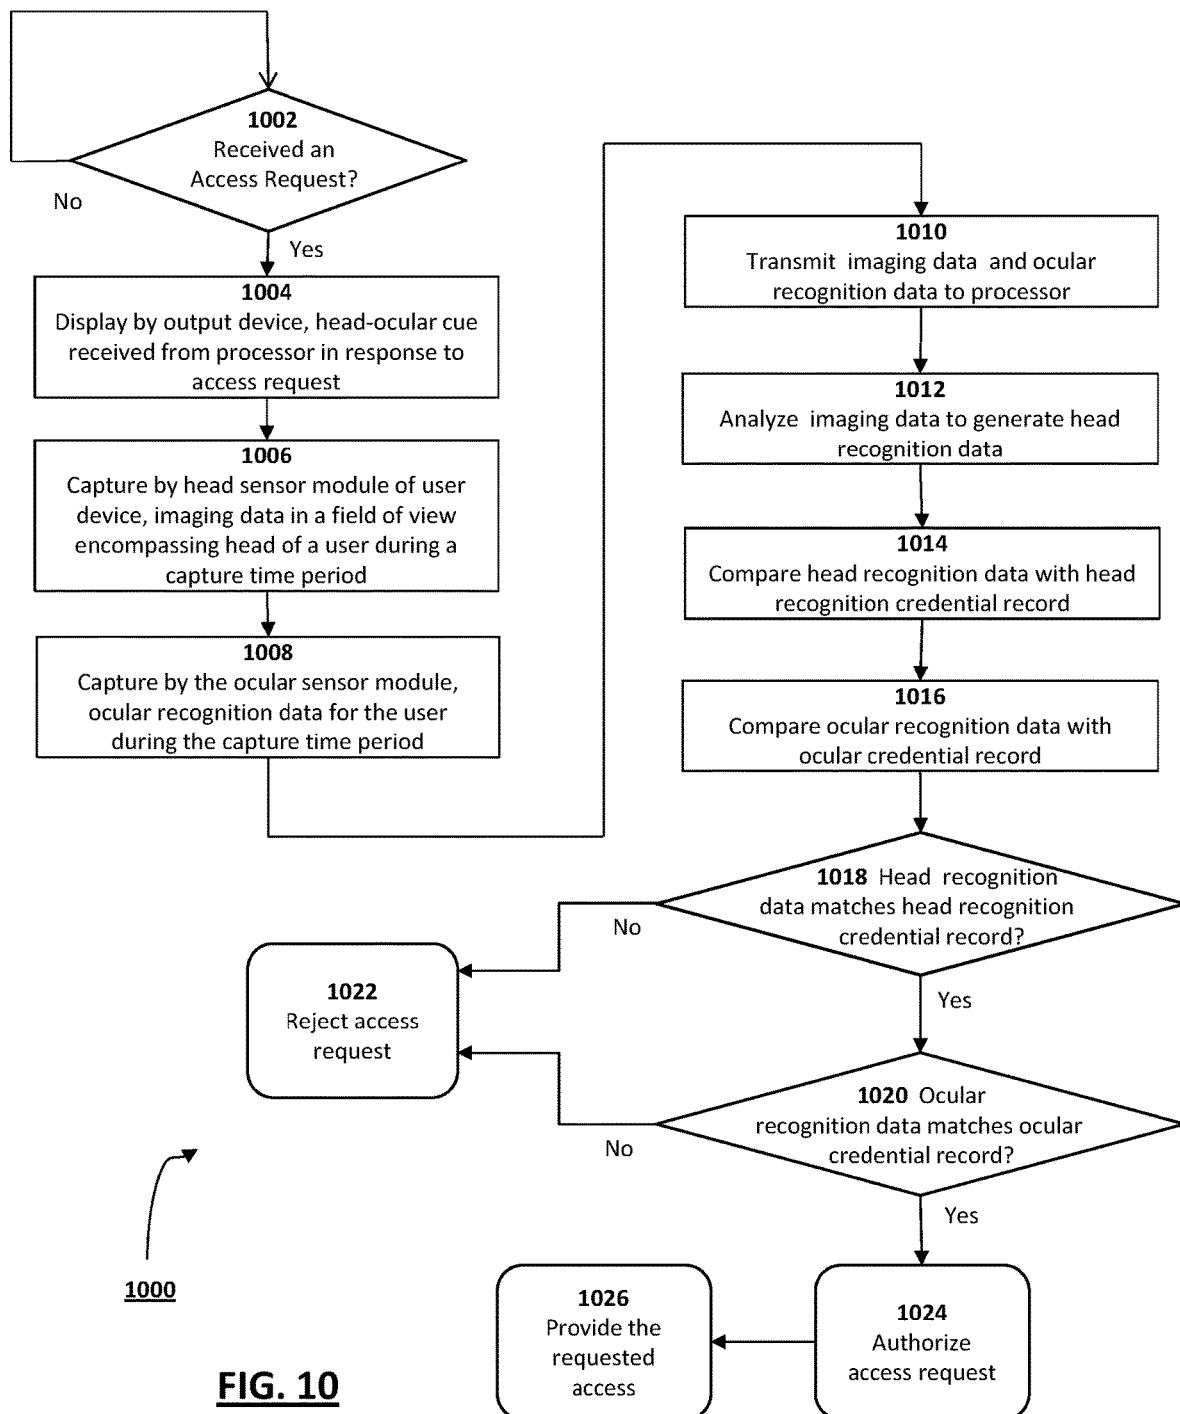 1002
Received an
Access Request?
No
Yes
1004
Display by output device, head-ocular cue
received from processor in response to
access request
1006
Capture by head sensor module of user
device, imaging data in a field of view
encompassing head of a user during a
capture time period
1008
Capture by the ocular sensor module,
ocular recognition data for the user
during the capture time period
1010
Transmit imaging data and ocular
recognition data to processor
1012
Analyze imaging data to generate head
recognition data
1014
Compare head recognition data with head
recognition credential record
1016
Compare ocular recognition data with
ocular credential record
1018 Head recognition
data matches head recognition
credential record?
No
Yes
1022
Reject access
request
1020 Ocular
recognition data matches ocular
credential record?
No
Yes
1024
Authorize
access request
1026
Provide the
requested
access
1000
FIG. 10